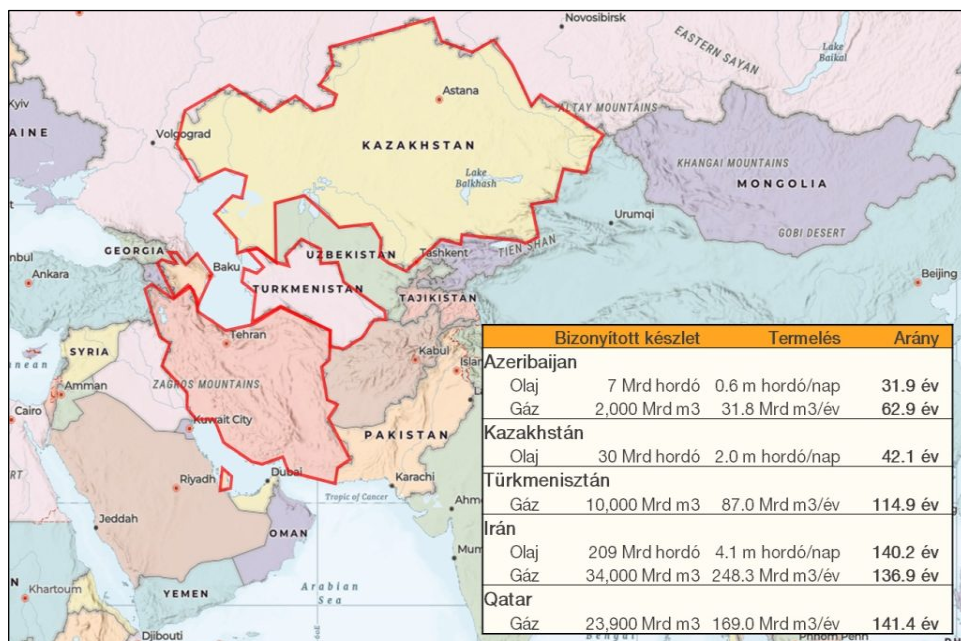 Novosibirsk
EASTERN SAYAN
Lake
Baikal
Kyiv
AINE
Volgograd
Astana
ALTAY MOUNTAINS
KAZAKHSTAN
Lake
Balkhash
KHANGAI MOUNTAINS
MONGOLIA
Urumqi
GOBI DESERT
GEORGIA
Baku
UZBEKISTAN
Tashkent
TIEN SHAN
nbul
Ankara
TURKMENISTAN
TAJIKISTAN
Beijing
Tehran
SYRIA
Kabul
Islam
nean
Amman
ZAGROS MOUNTAINS
Cairo
Kuwait City
PAKISTAN
RT
Riyadh
Dubai
Karachi
Tropic of Cancer
Ahme
Jeddah
OMAN
Mum
Khartoum
YEMEN
Arabian
Sea
Djibouti
Bizonyított készlet Termelés Arány
Azeribaijan
Olaj 7 Mrd hordó 0.6 m hordó/nap 31.9 év
Gáz 2,000 Mrd m3 31.8 Mrd m3/év 62.9 év
Kazakhstán
Olaj 30 Mrd hordó 2.0 m hordó/nap 42.1 év
Türkmenisztán
Gáz 10,000 Mrd m3 87.0 Mrd m3/év 114.9 év
Irán
Olaj 209 Mrd hordó 4.1 m hordó/nap 140.2 év
Gáz 34,000 Mrd m3 248.3 Mrd m3/év 136.9 év
Qatar
Gáz 23,900 Mrd m3 169.0 Mrd m3/év 141.4 év